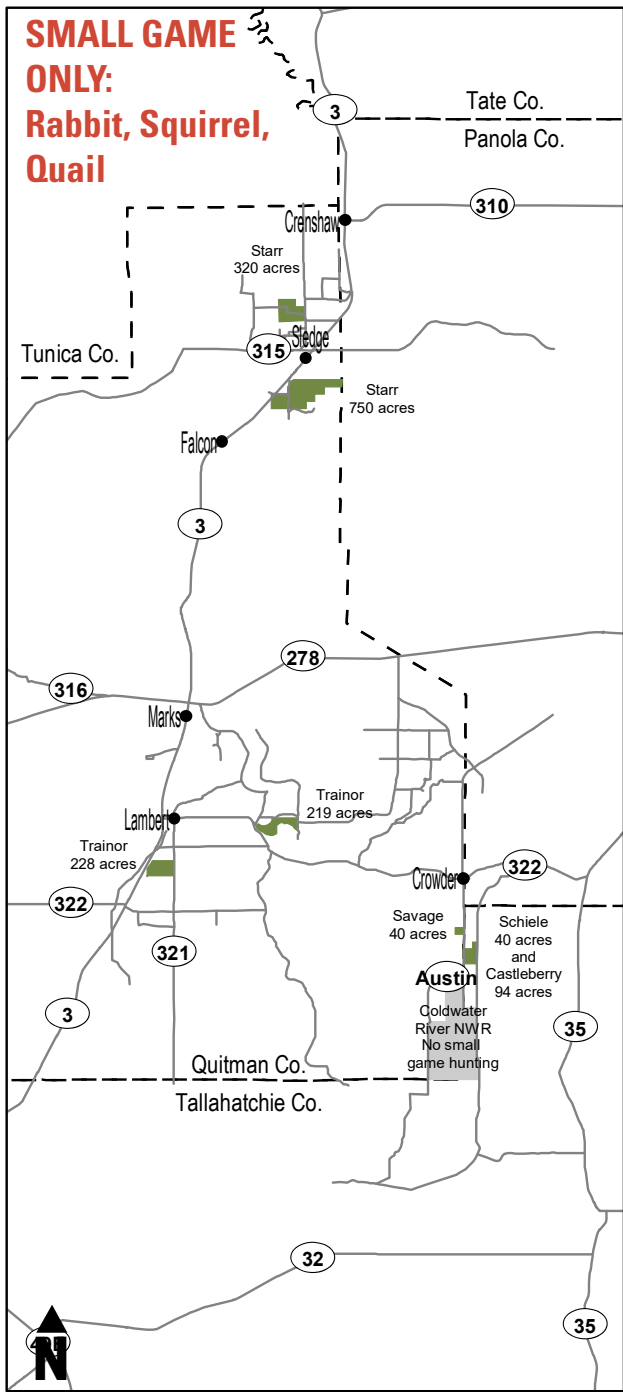 SMALL GAME
ONLY:
Rabbit, Squirrel,
Quail
3
Tate Co.
Panola Co.
310
Crenshaw
Starr
320 acres
Tunica Co.
315
Sledge
Starr
750 acres
Falcon
3
278
316
Marks
Trainor
219 acres
Lambert
Trainor
228 acres
Crowder
322
322
Savage
40 acres
Schiele
40 acres
and
Castleberry
94 acres
321
Austin
Coldwater
River NWR
No small
game hunting
3
35
Quitman Co.
Tallahatchie Co.
32
35
N